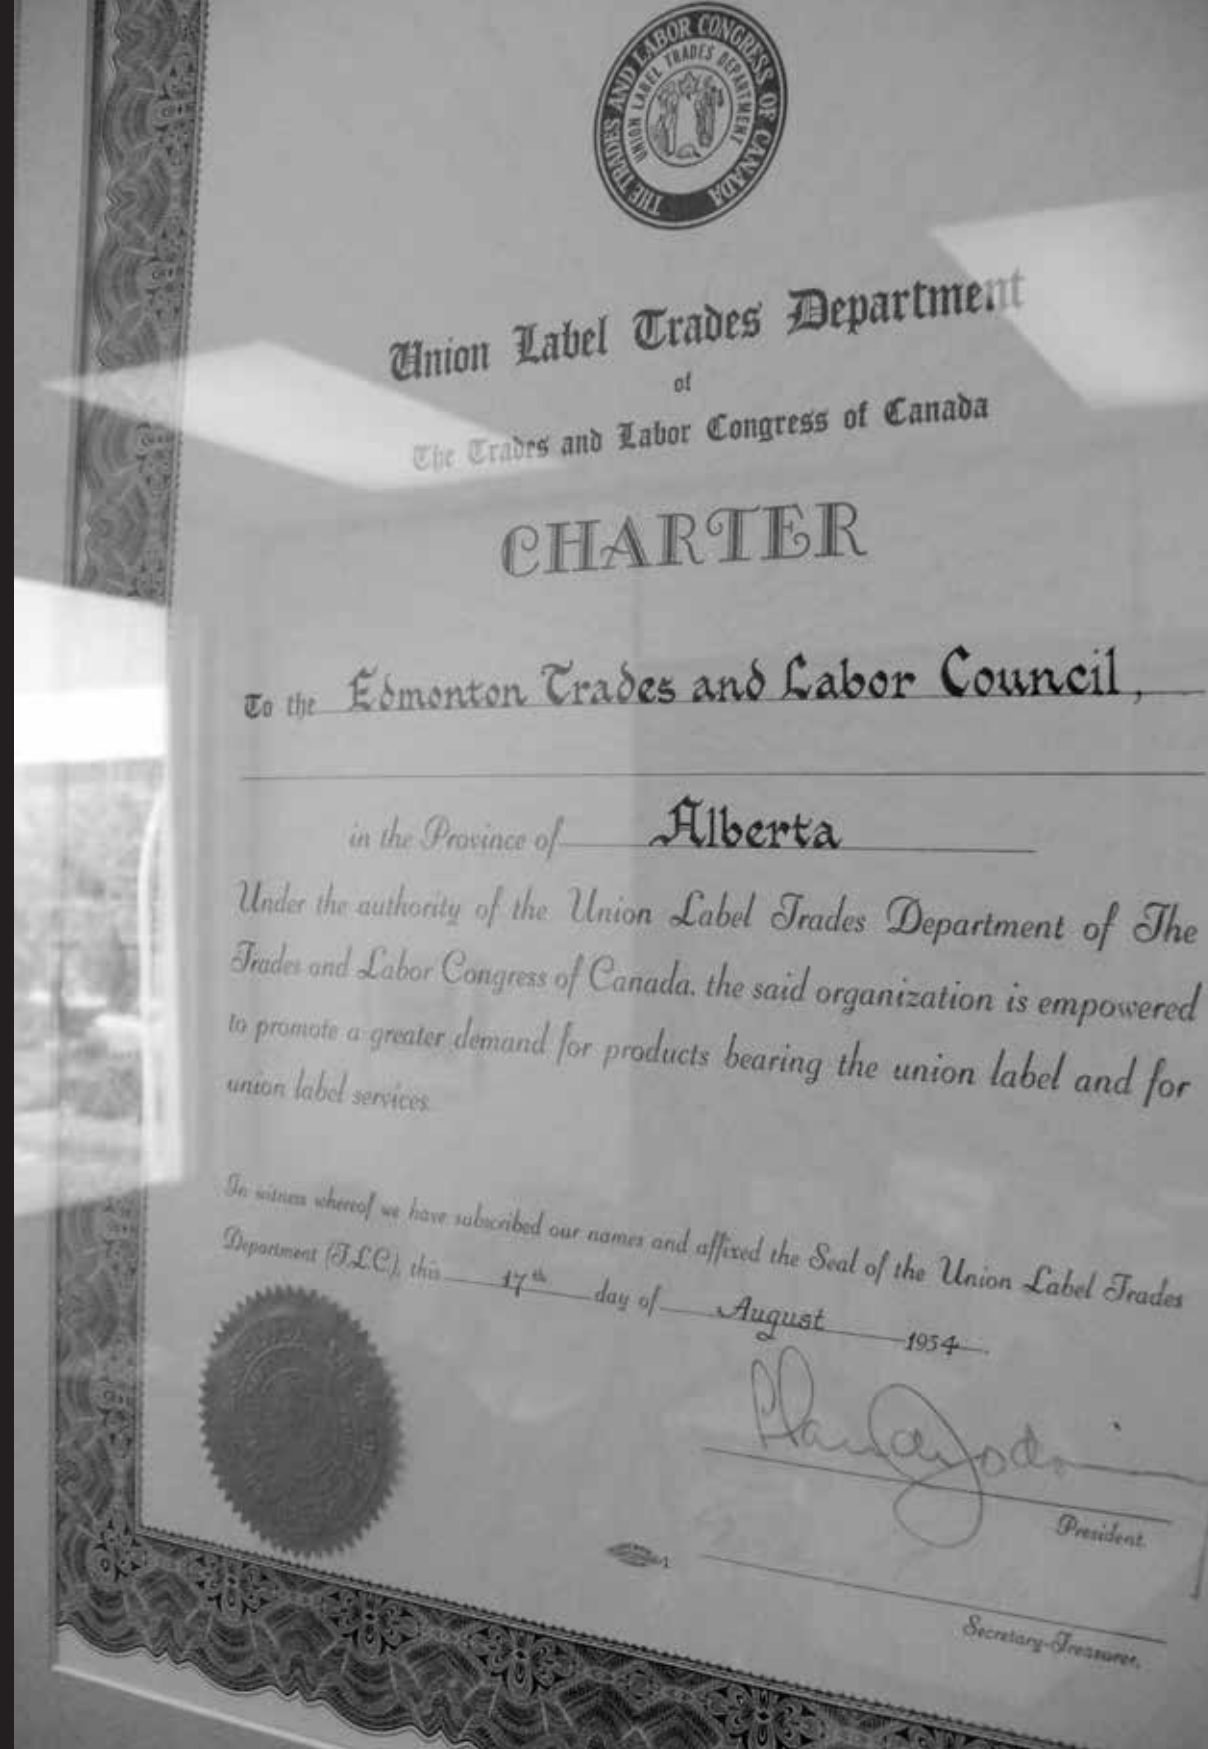 THE TRADES AND LABOR CONGRESS OF CANADA
UNION LABEL TRADES DEPARTMENT
Union Label Trades Department
of
The Trades and Labor Congress of Canada
CHARTER
To the Edmonton Trades and Labor Council,
in the Province of Alberta
Under the authority of the Union Label Trades Department of The
Trades and Labor Congress of Canada, the said organization is empowered
to promote a greater demand for products bearing the union label and for
union label services.
In witness whereof we have subscribed our names and affixed the Seal of the Union Label Trades
Department (T.L.C.), this 17th day of August 1954.
Claude Jodoin
President.
Secretary-Treasurer.